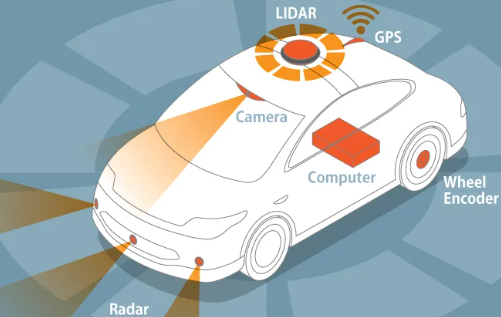 LIDAR
GPS
Camera
Computer
Wheel
Encoder
Radar